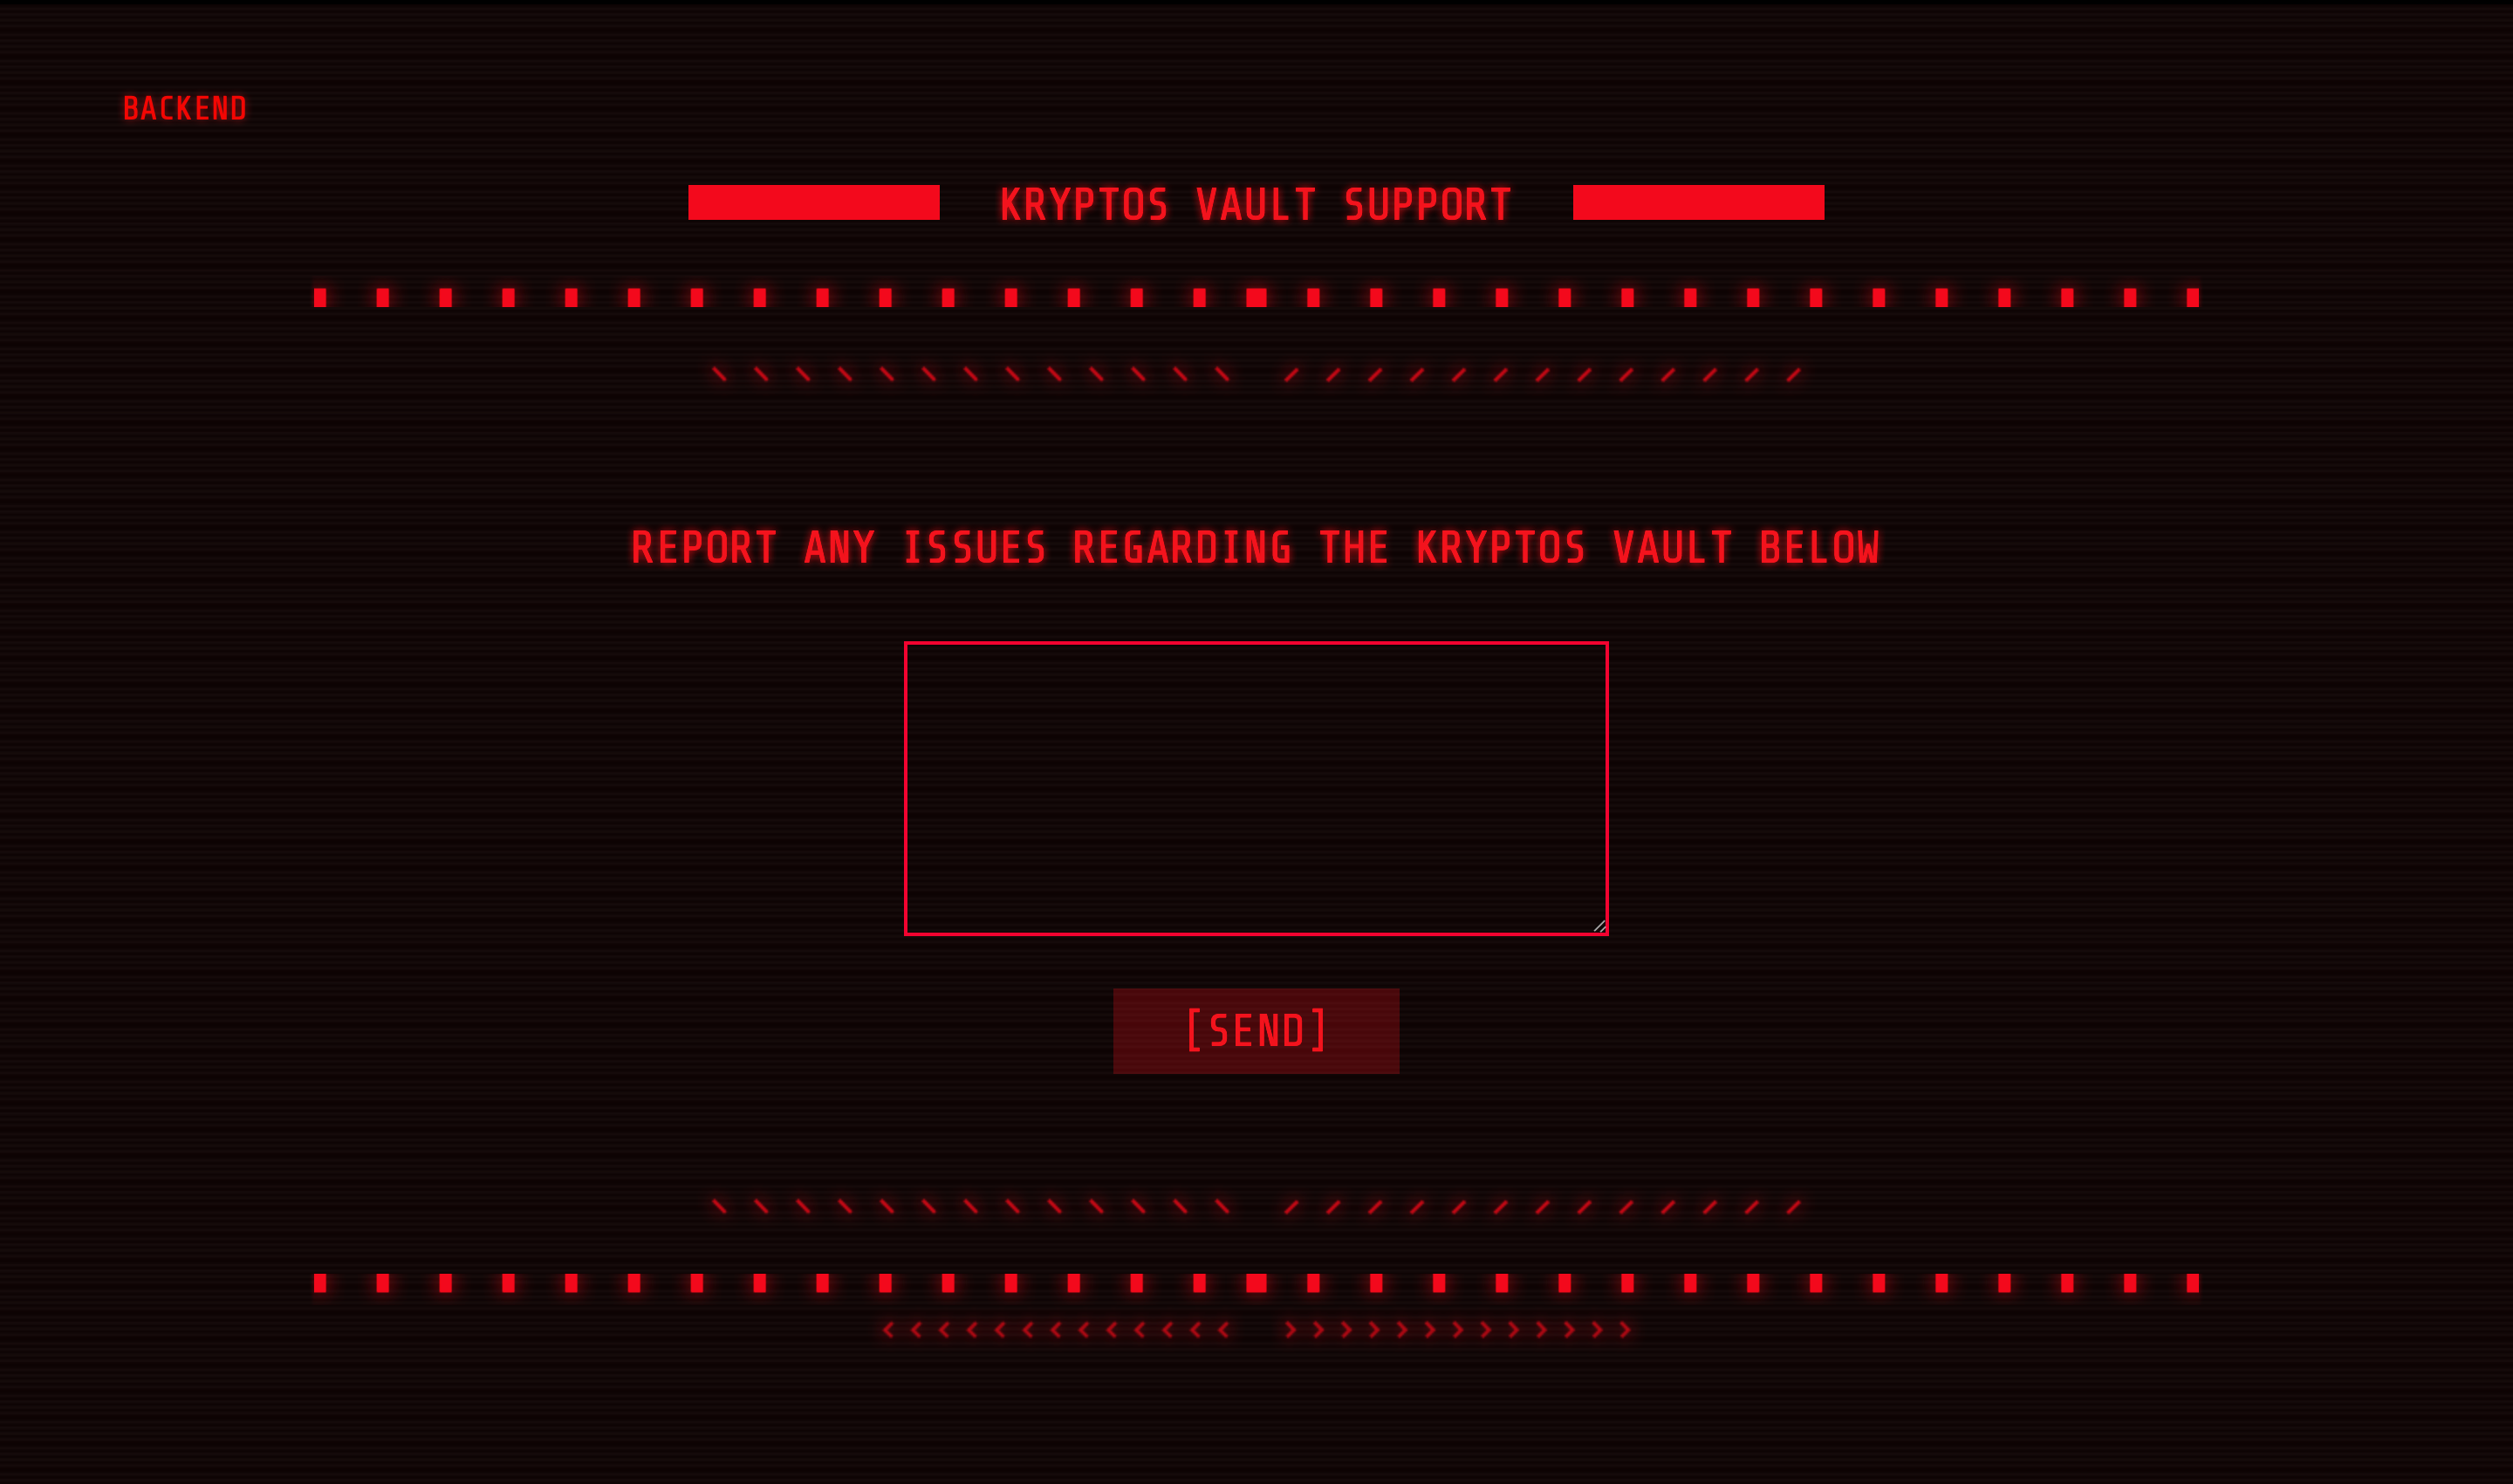 BACKEND
KRYPTOS VAULT SUPPORT
REPORT ANY ISSUES REGARDING THE KRYPTOS VAULT BELOW
[SEND]